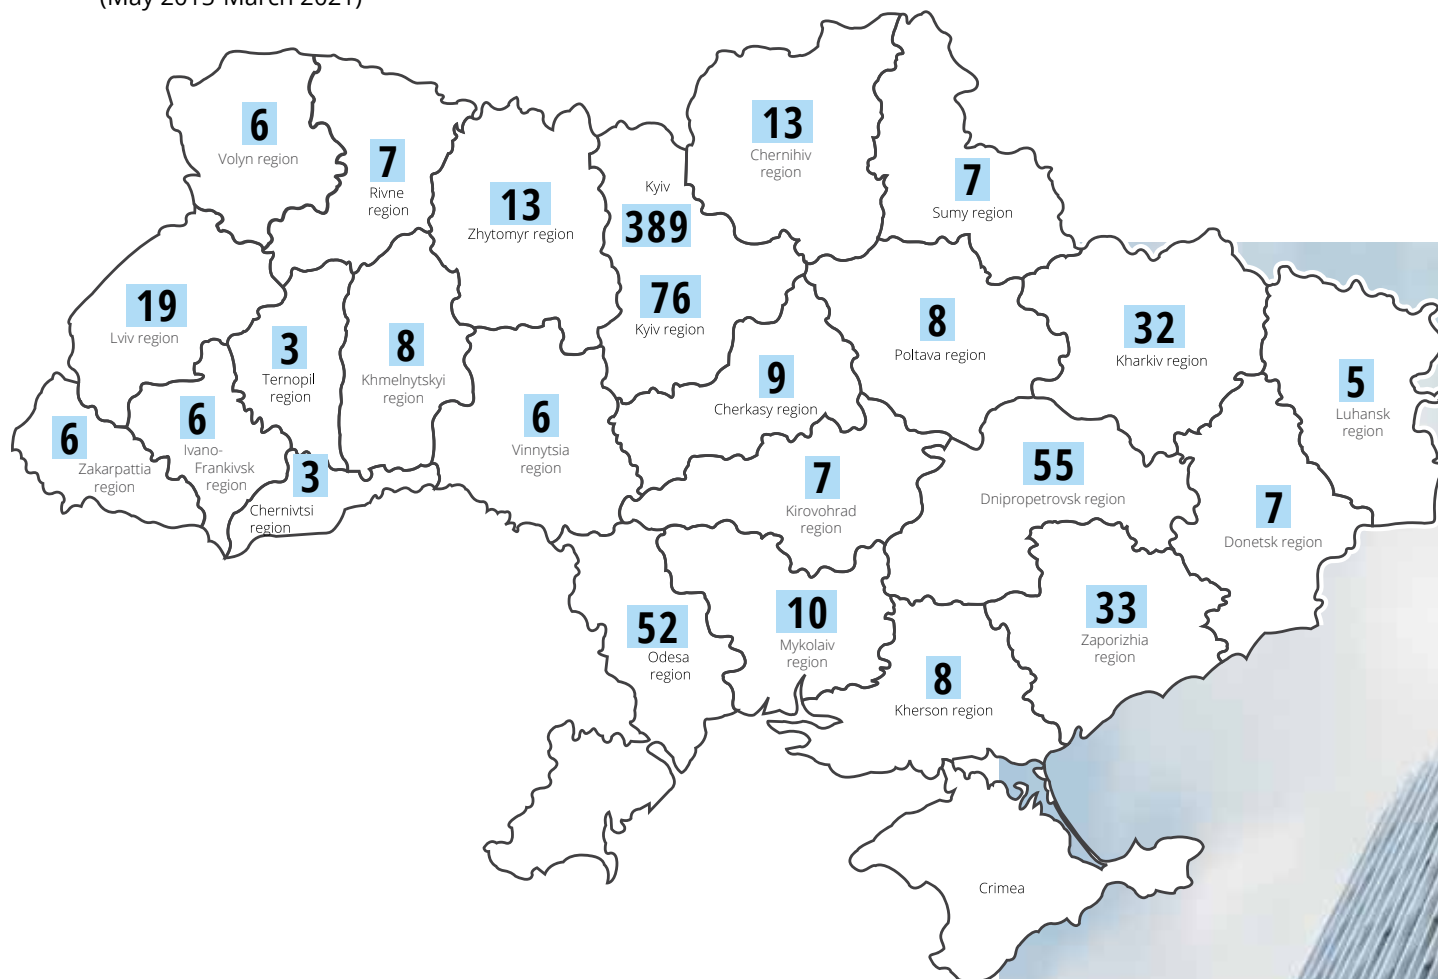 (May 2015-March 2021)
6
Volyn region
7
Rivne
region
13
Zhytomyr region
Kyiv
389
76
Kyiv region
13
Chernihiv
region
7
Sumy region
19
Lviv region
3
Ternopil
region
8
Khmelnytskyi
region
9
Cherkasy region
8
Poltava region
32
Kharkiv region
5
Luhansk
region
6
Zakarpattia
region
6
Ivano-
Frankivsk
region
3
Chernivtsi
region
6
Vinnytsia
region
7
Kirovohrad
region
55
Dnipropetrovsk region
7
Donetsk region
52
Odesa
region
10
Mykolaiv
region
8
Kherson region
33
Zaporizhia
region
Crimea